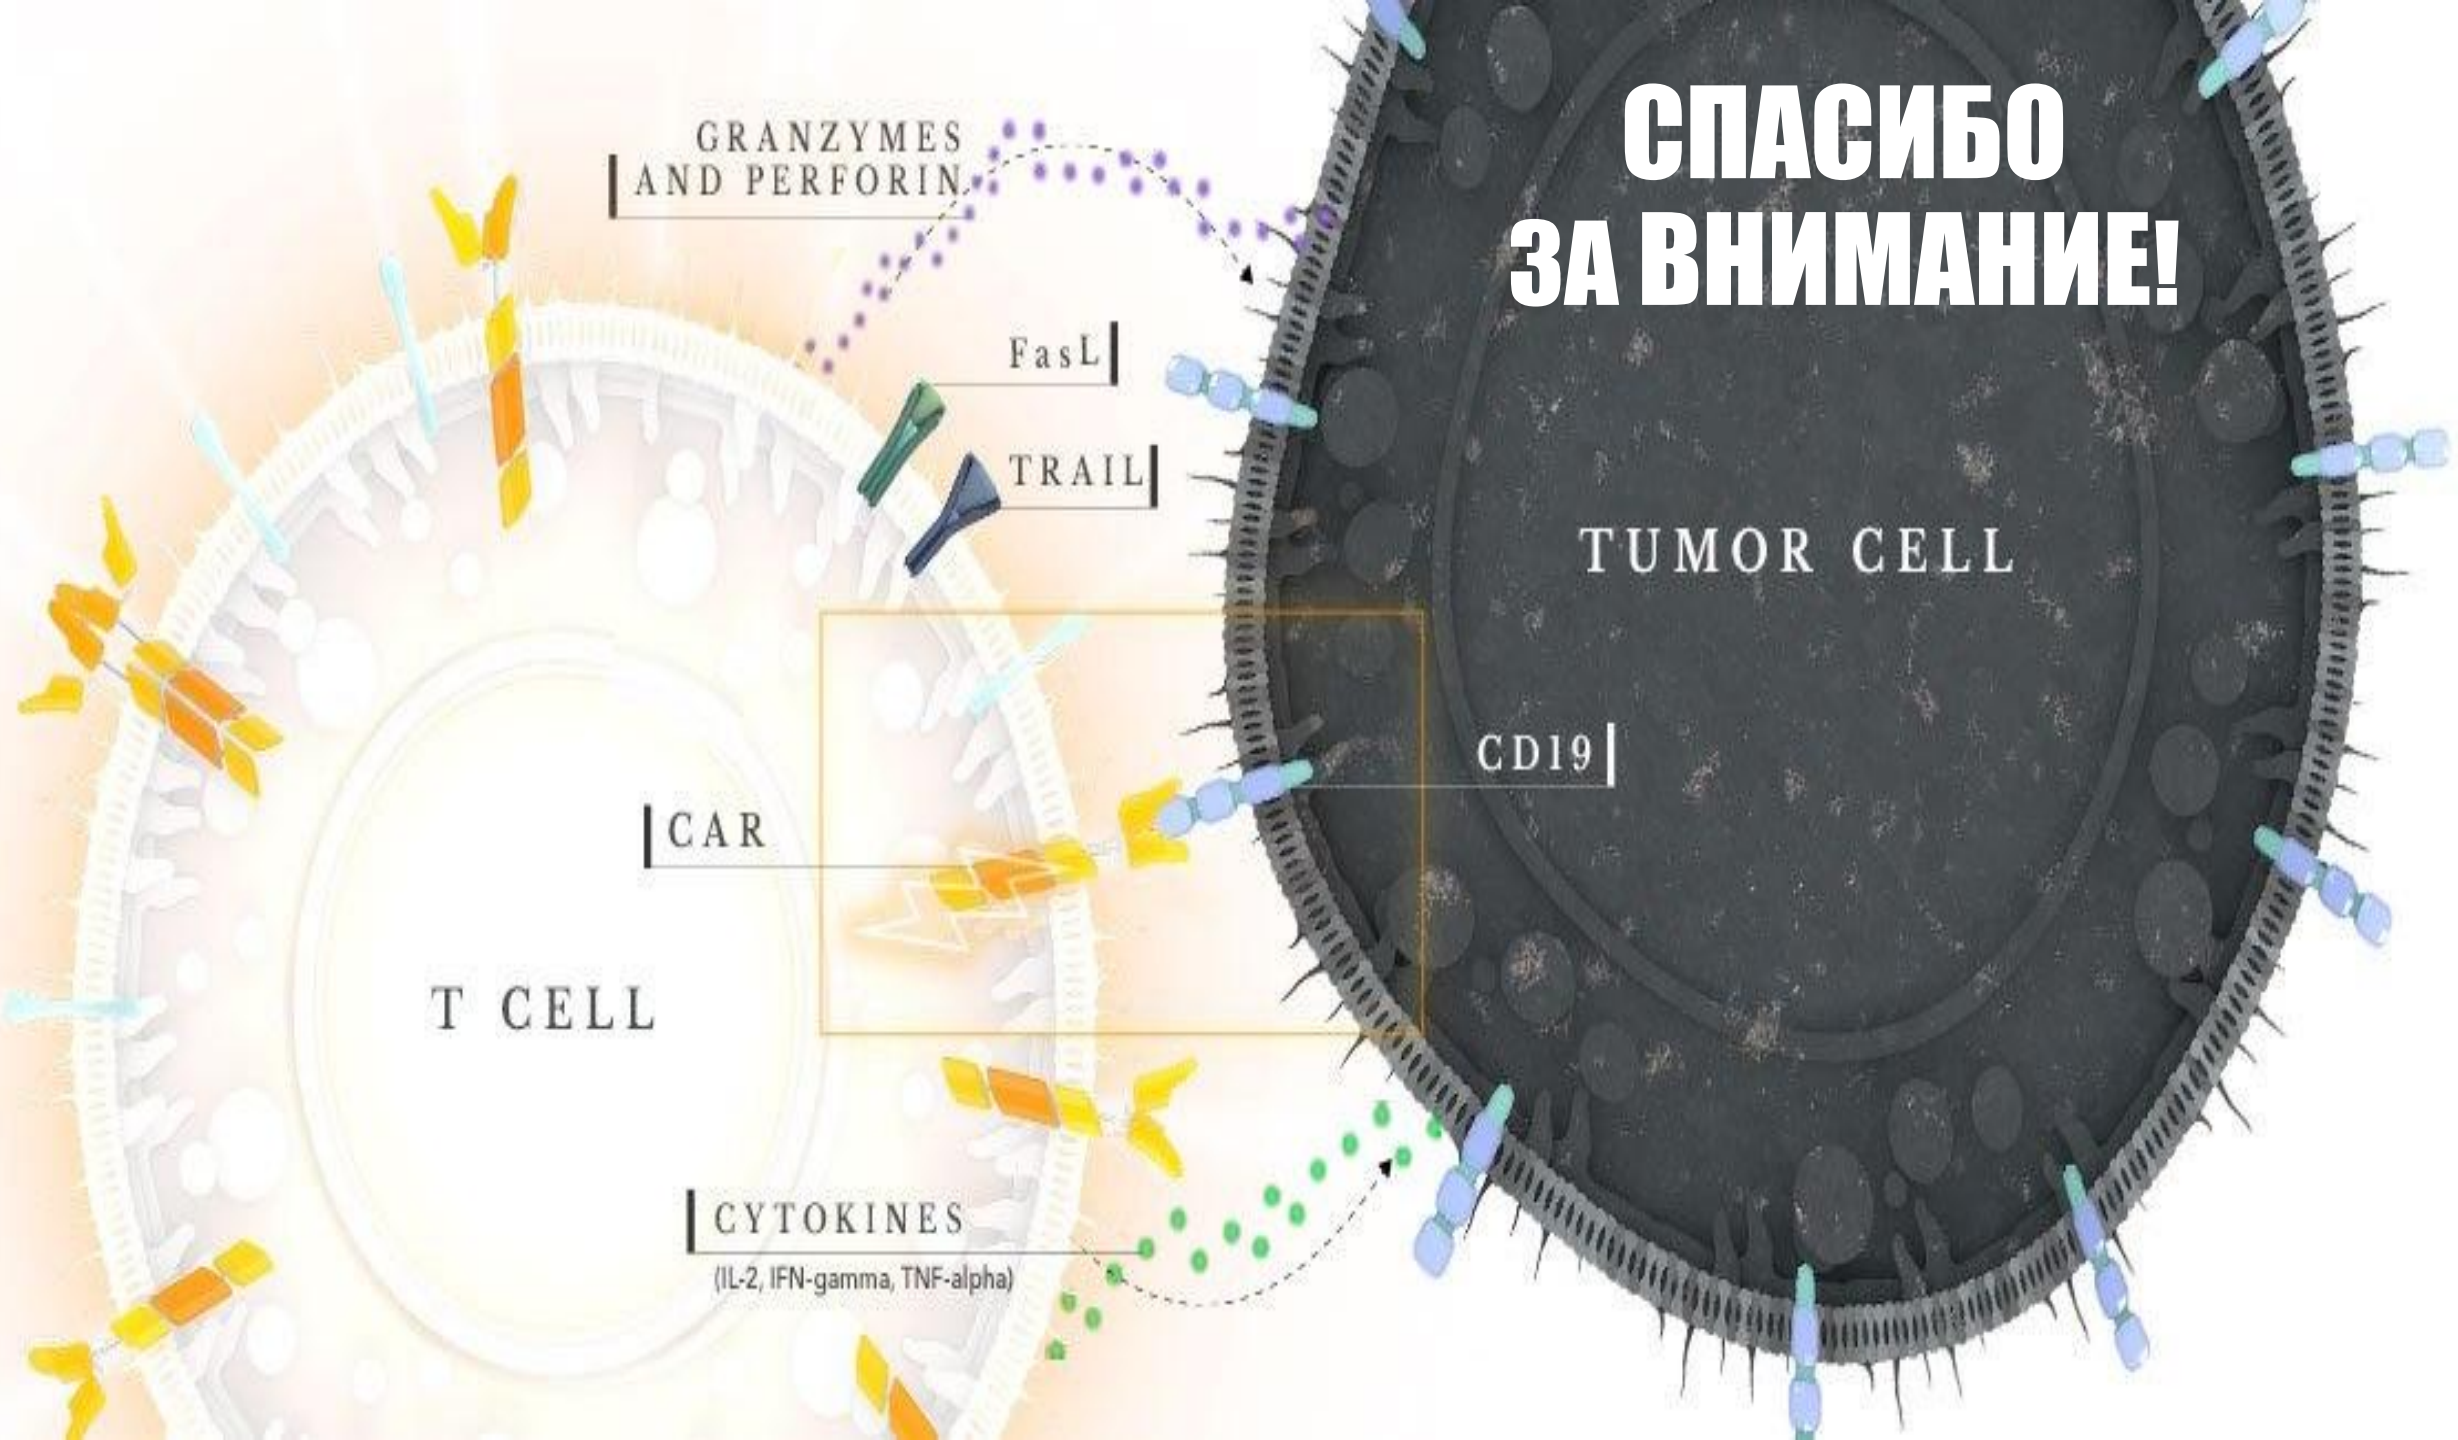 СПАСИБО
ЗА ВНИМАНИЕ!
GRANZYMES
AND PERFORIN
FasL
TRAIL
TUMOR CELL
CD19
CAR
T CELL
CYTOKINES
(IL-2, IFN-gamma, TNF-alpha)